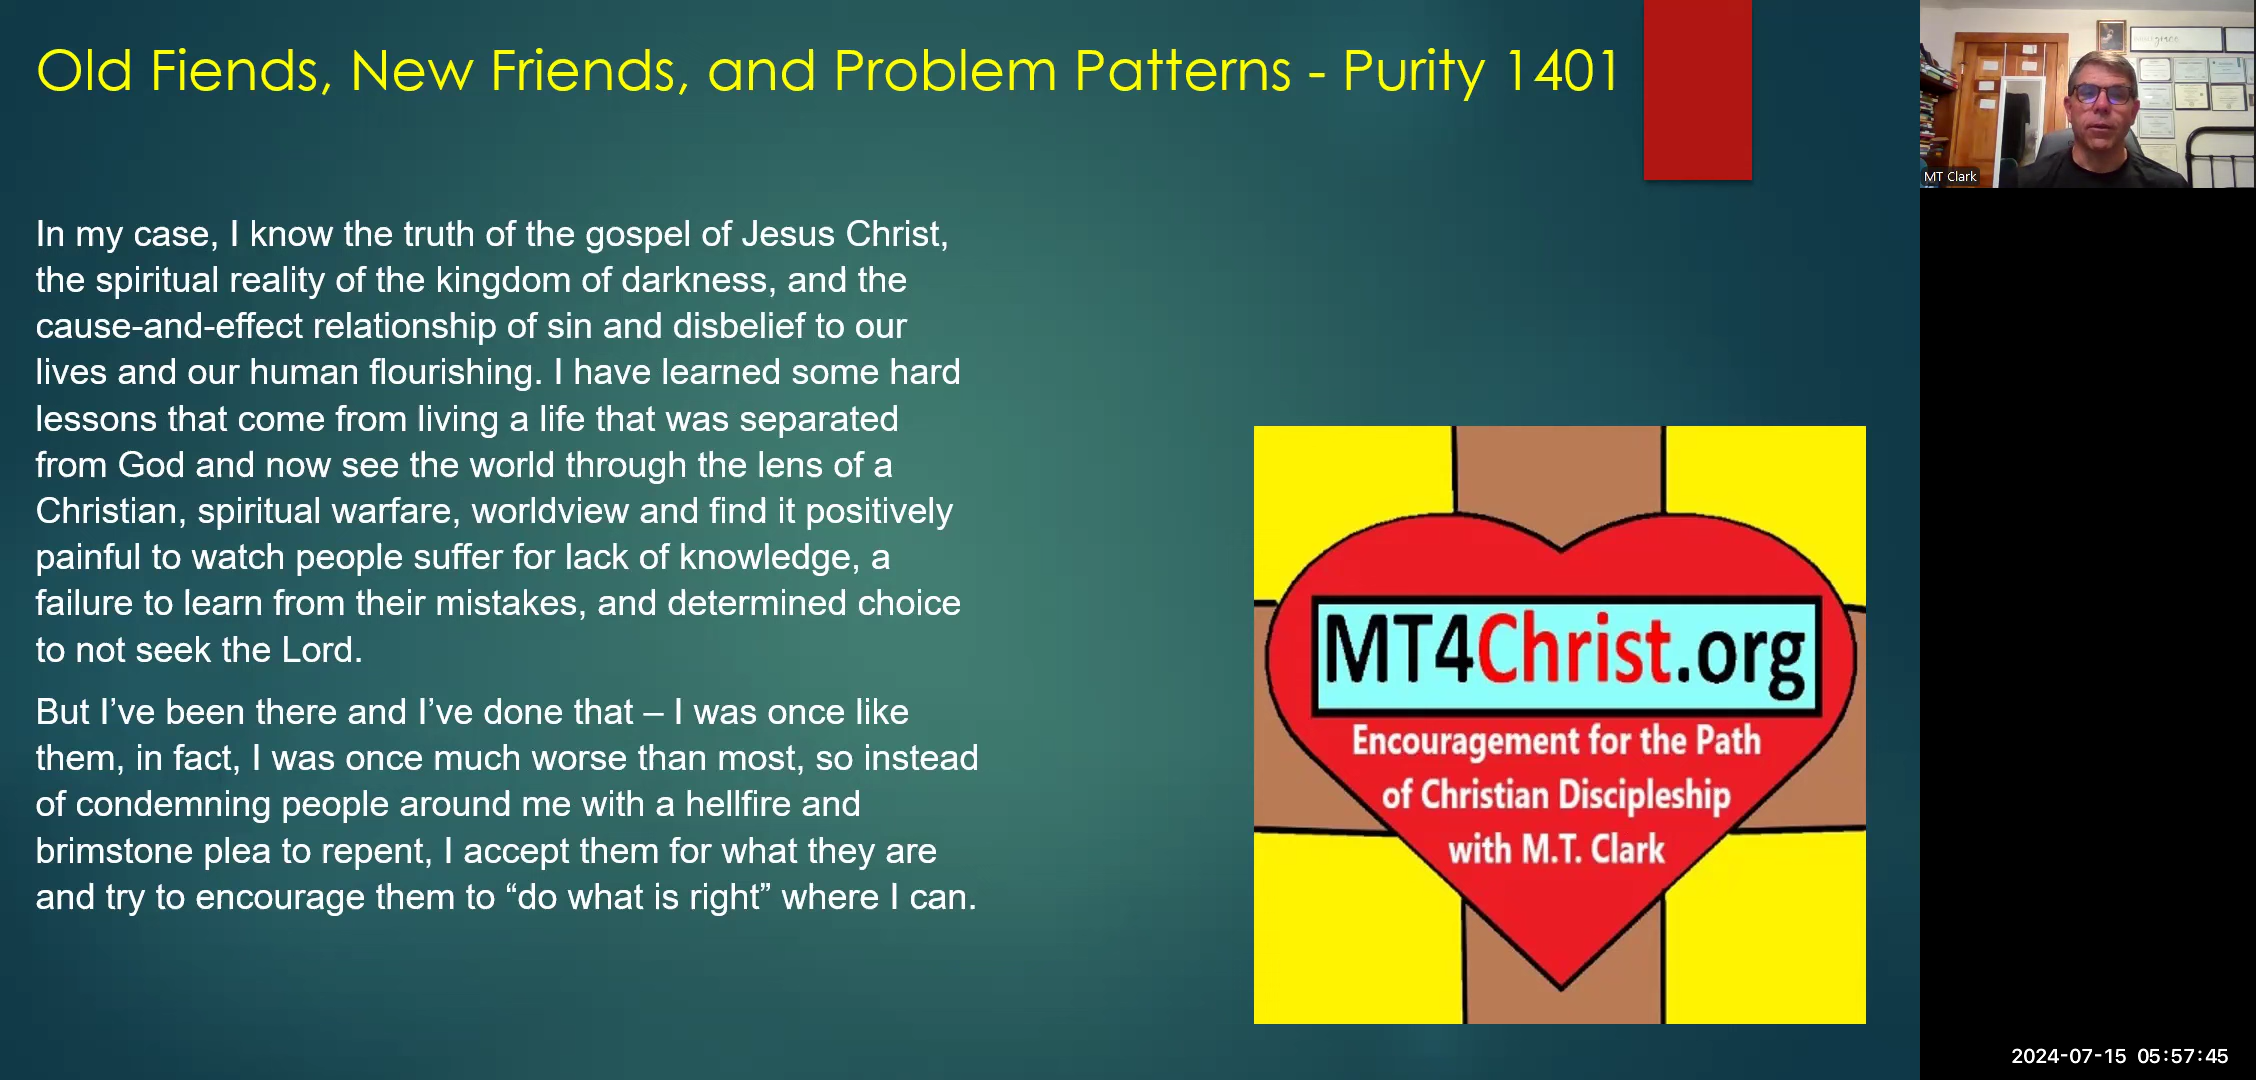 Old Fiends, New Friends, and Problem Patterns - Purity 1401
MT Clark
In my case, I know the truth of the gospel of Jesus Christ,
the spiritual reality of the kingdom of darkness, and the
cause-and-effect relationship of sin and disbelief to our
lives and our human flourishing. I have learned some hard
lessons that come from living a life that was separated
from God and now see the world through the lens of a
Christian, spiritual warfare, worldview and find it positively
painful to watch people suffer for lack of knowledge, a
failure to learn from their mistakes, and determined choice
to not seek the Lord.
But I’ve been there and I’ve done that – I was once like
them, in fact, I was once much worse than most, so instead
of condemning people around me with a hellfire and
brimstone plea to repent, I accept them for what they are
and try to encourage them to “do what is right” where I can.
MT4Christ.org
Encouragement for the Path
of Christian Discipleship
with M.T. Clark
2024-07-15 05:57:45